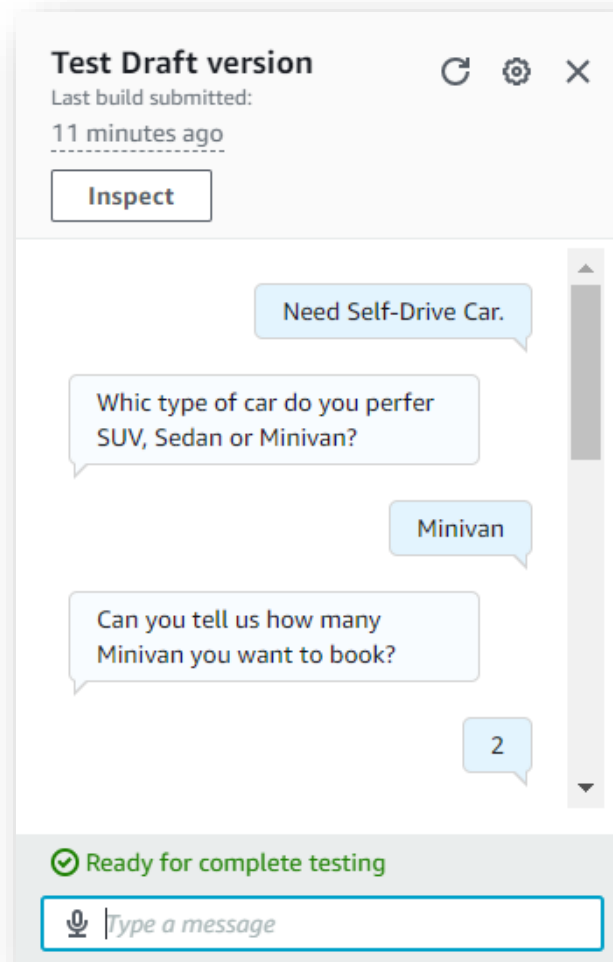 Test Draft version
Last build submitted:
11 minutes ago
Inspect
Need Self-Drive Car.
Whic type of car do you perfer
SUV, Sedan or Minivan?
Minivan
Can you tell us how many
Minivan you want to book?
2
Ready for complete testing
Type a message